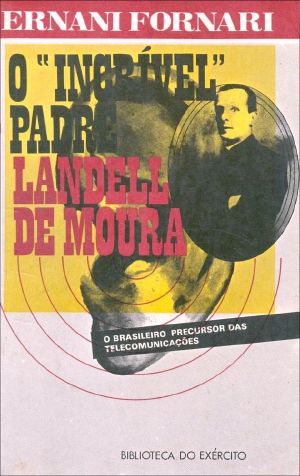 ERNANI FORNARI
O "INCRÍVEL"
PADRE
LANDELL
DE MOURA
O BRASILEIRO PRECURSOR DAS
TELECOMUNICAÇÕES
BIBLIOTECA DO EXÉRCITO